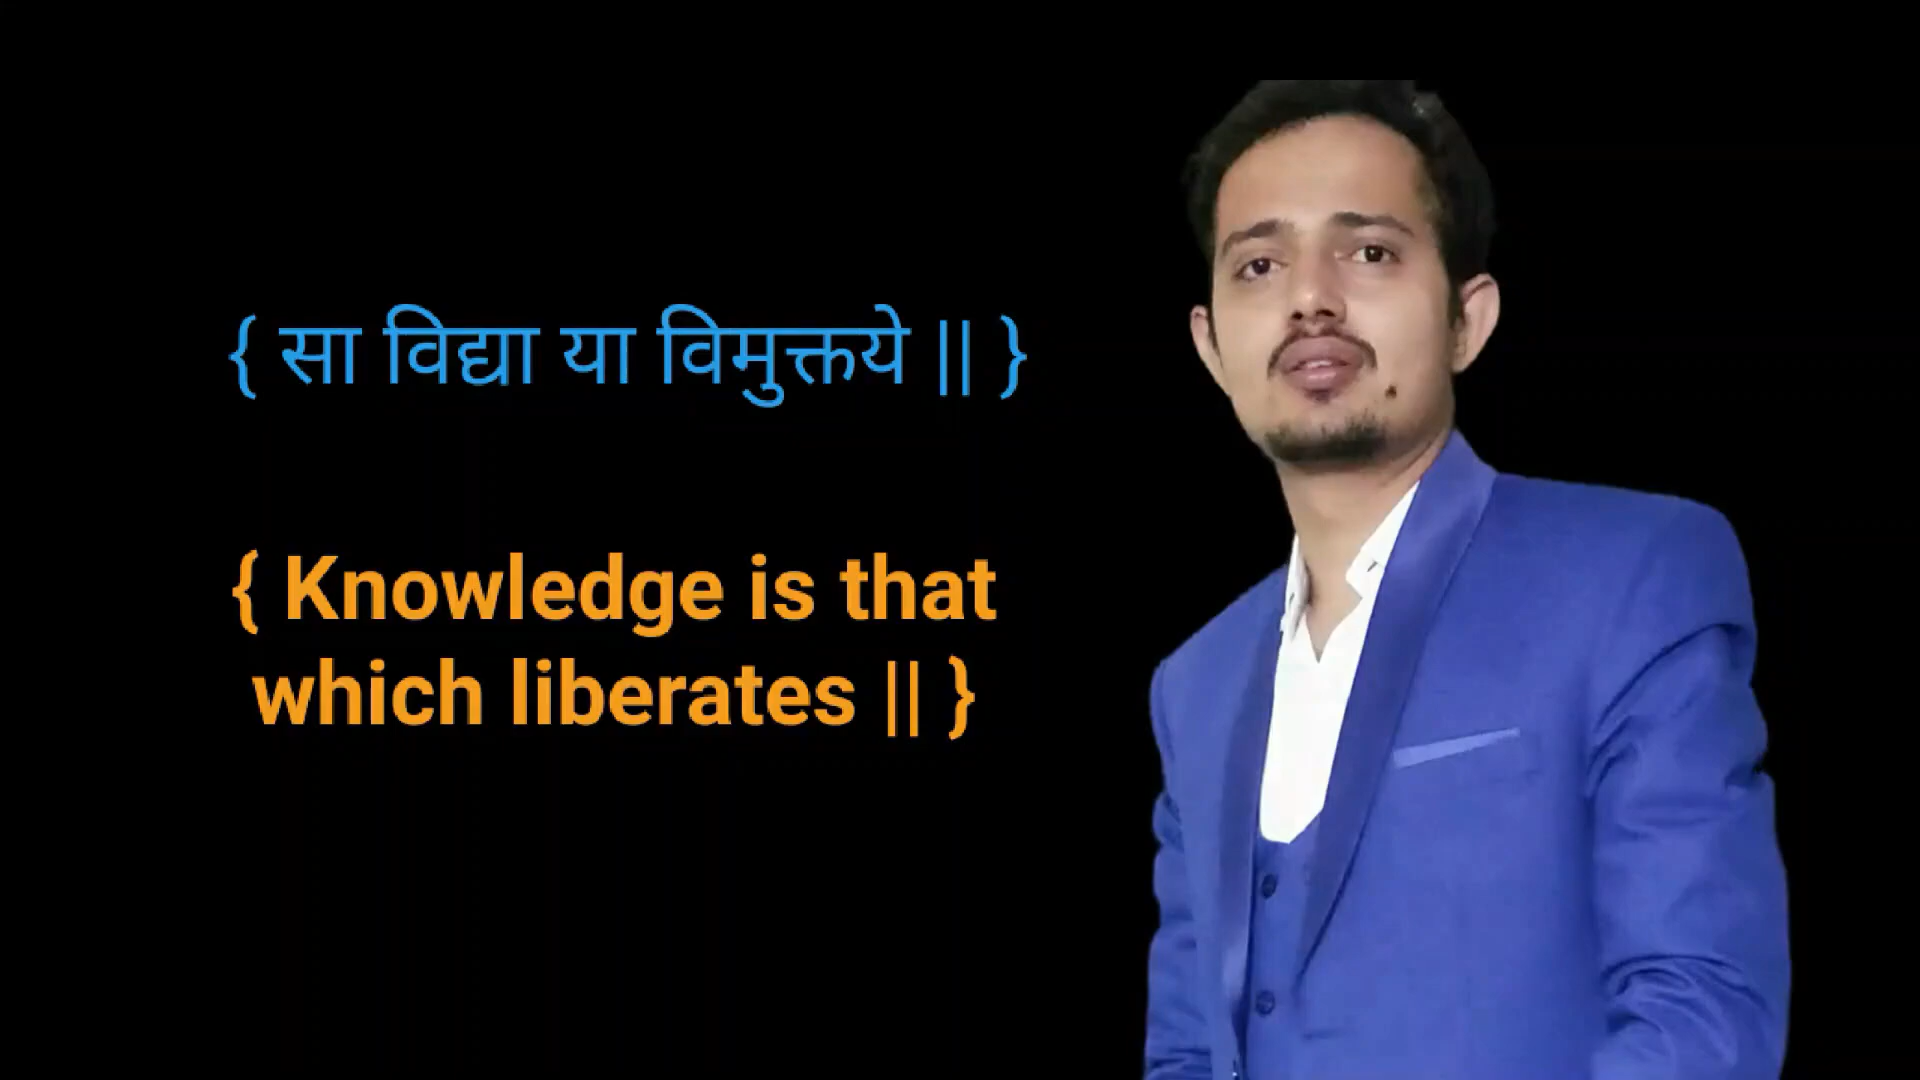 { सा विद्या या विमुक्तये || }
{ Knowledge is that
which liberates || }